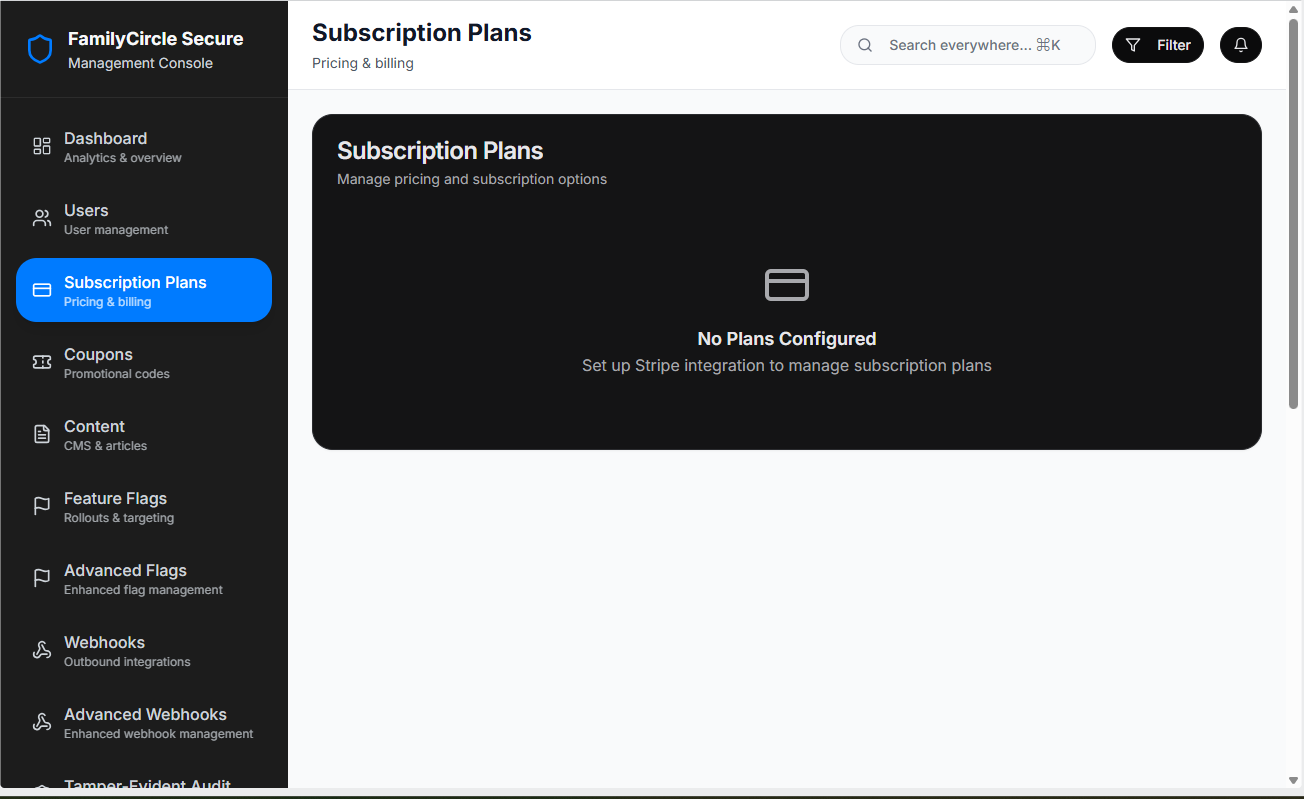 FamilyCircle Secure
Management Console
Dashboard
Analytics & overview
Users
User management
Subscription Plans
Pricing & billing
Coupons
Promotional codes
Content
CMS & articles
Feature Flags
Rollouts & targeting
Advanced Flags
Enhanced flag management
Webhooks
Outbound integrations
Advanced Webhooks
Enhanced webhook management
Tamper-Evident Audit
Subscription Plans
Pricing & billing
Search everywhere... ⌘K
Filter
Subscription Plans
Manage pricing and subscription options
No Plans Configured
Set up Stripe integration to manage subscription plans